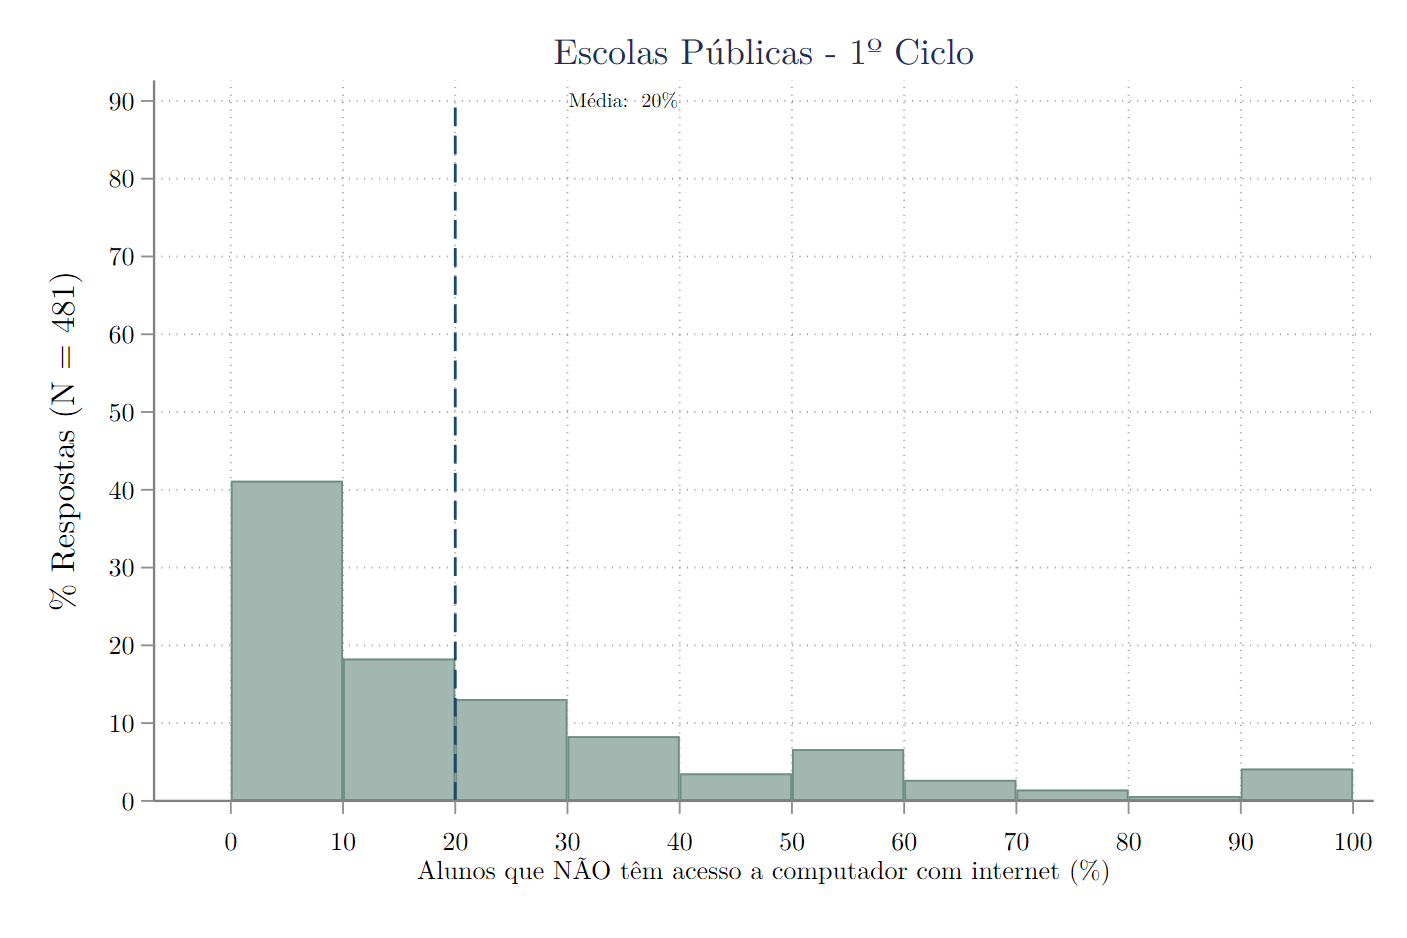 Escolas Públicas - 1º Ciclo
Média: 20%
% Respostas (N = 481)
90
80
70
60
50
40
30
20
10
0
0 10 20 30 40 50 60 70 80 90 100
Alunos que NÃO têm acesso a computador com internet (%)